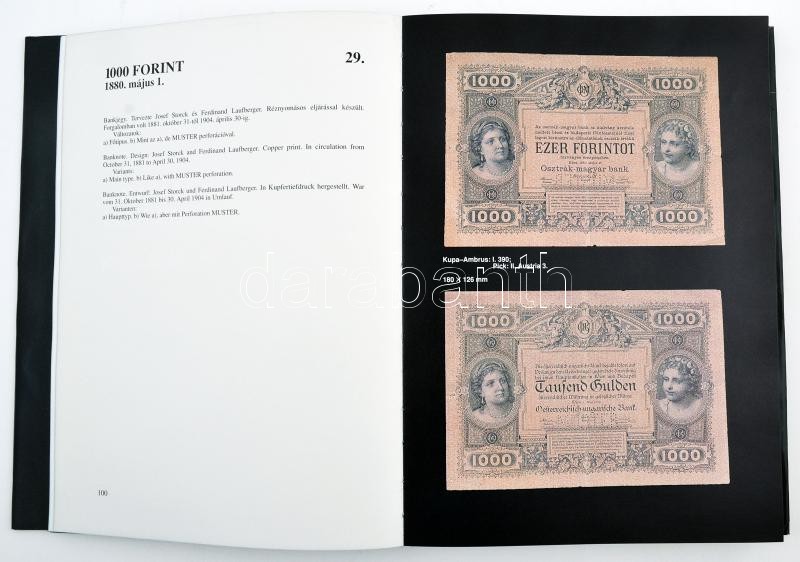 1000 FORINT
29.
1880. május 1.
Bankjegy. Tervezte Josef Storck és Ferdinand Laufberger. Réznyomásos eljárással készült.
Forgalomban volt 1881. október 31-től 1904. április 30-ig.
Változatok:
a) Főtípus. b) Mint az a), de MUSTER perforációval.
Banknote. Design: Josef Storck and Ferdinand Laufberger. Copper print. In circulation from
October 31, 1881 to April 30, 1904.
Variants:
a) Main type. b) Like a), with MUSTER perforation.
Banknote. Entwurf: Josef Storck und Ferdinand Laufberger. In Kupfertiefdruck hergestellt. War
vom 31. Oktober 1881 bis 30. April 1904 in Umlauf.
Varianten:
a) Haupttyp. b) Wie a), aber mit Perforation MUSTER.
100
1000
1000
EZER FORINTOT
Osztrák-magyar bank
1000
1000
Kupa–Ambrus: I. 390;
Pick: II. Austria 3.
180 × 126 mm
darabanth
1000
1000
Tausend Gulden
Oesterreichisch-ungarische Bank.
1000
1000